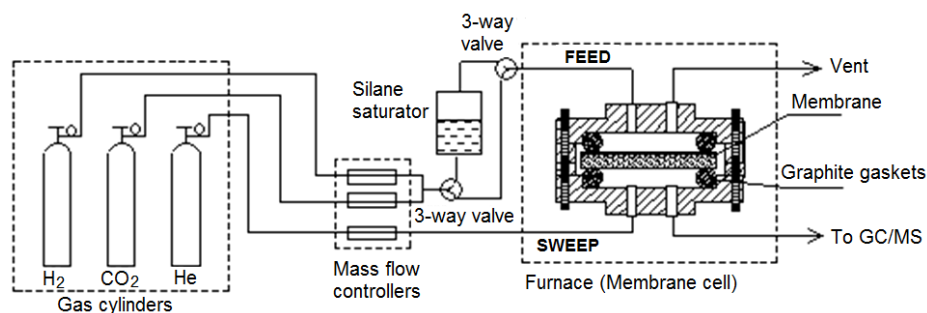 3-way
valve
FEED
Vent
Silane
saturator
Membrane
Graphite gaskets
3-way valve
SWEEP
To GC/MS
H2
CO2
He
Mass flow
controllers
Furnace (Membrane cell)
Gas cylinders